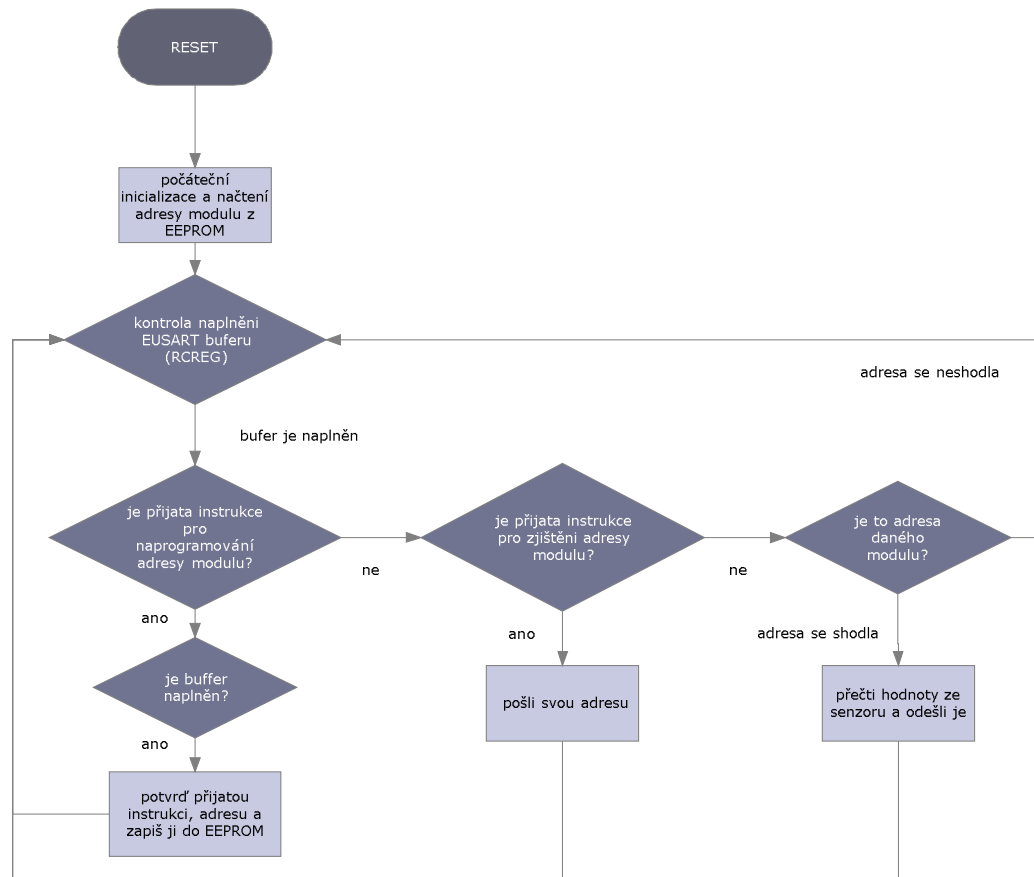 RESET
počáteční
inicializace a načtení
adresy modulu z
EEPROM
kontrola naplněni
EUSART buferu
(RCREG)
adresa se neshodla
bufer je naplněn
je přijata instrukce
pro
naprogramování
adresy modulu?
ne
je přijata instrukce
pro zjištěni adresy
modulu?
ne
je to adresa
daného
modulu?
ano
ano
adresa se shodla
je buffer
naplněn?
pošli svou adresu
přečti hodnoty ze
senzoru a odešli je
ano
potvrď přijatou
instrukci, adresu a
zapiš ji do EEPROM